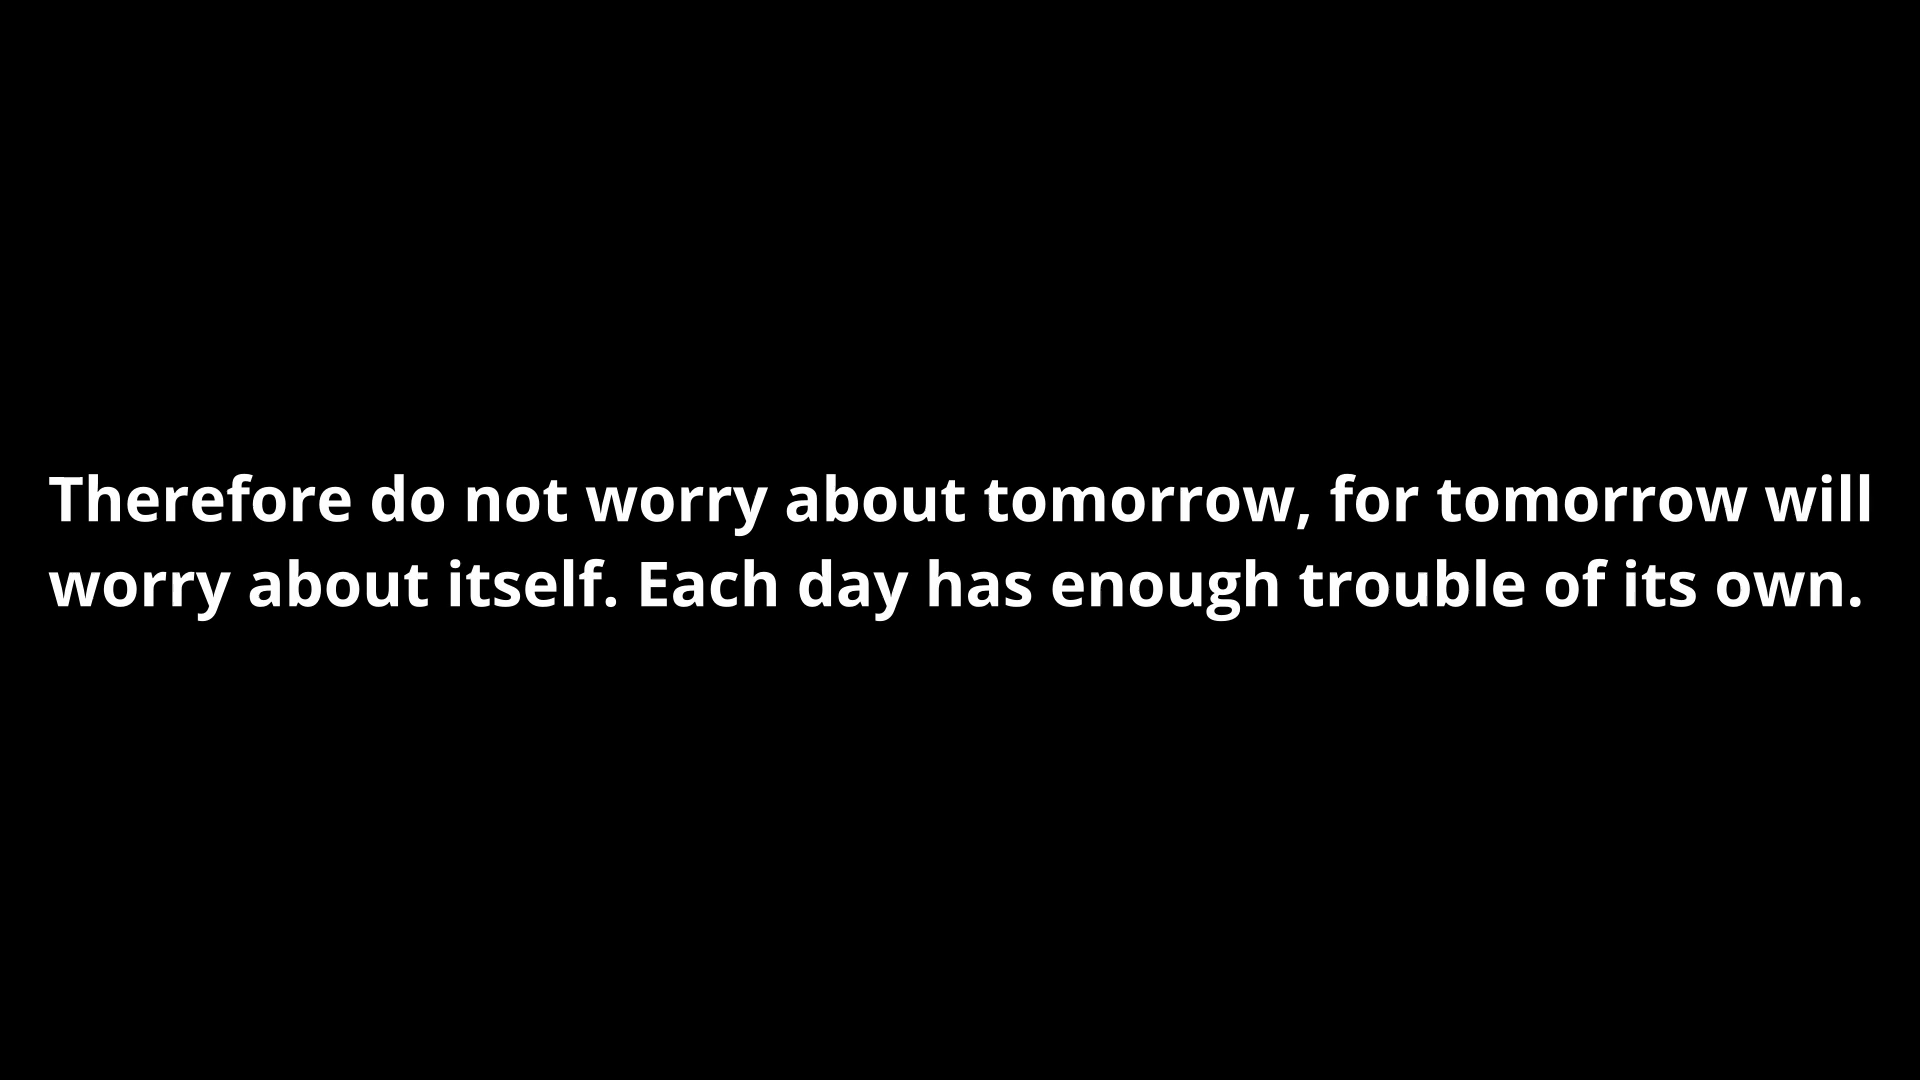 Therefore do not worry about tomorrow, for tomorrow will
worry about itself. Each day has enough trouble of its own.